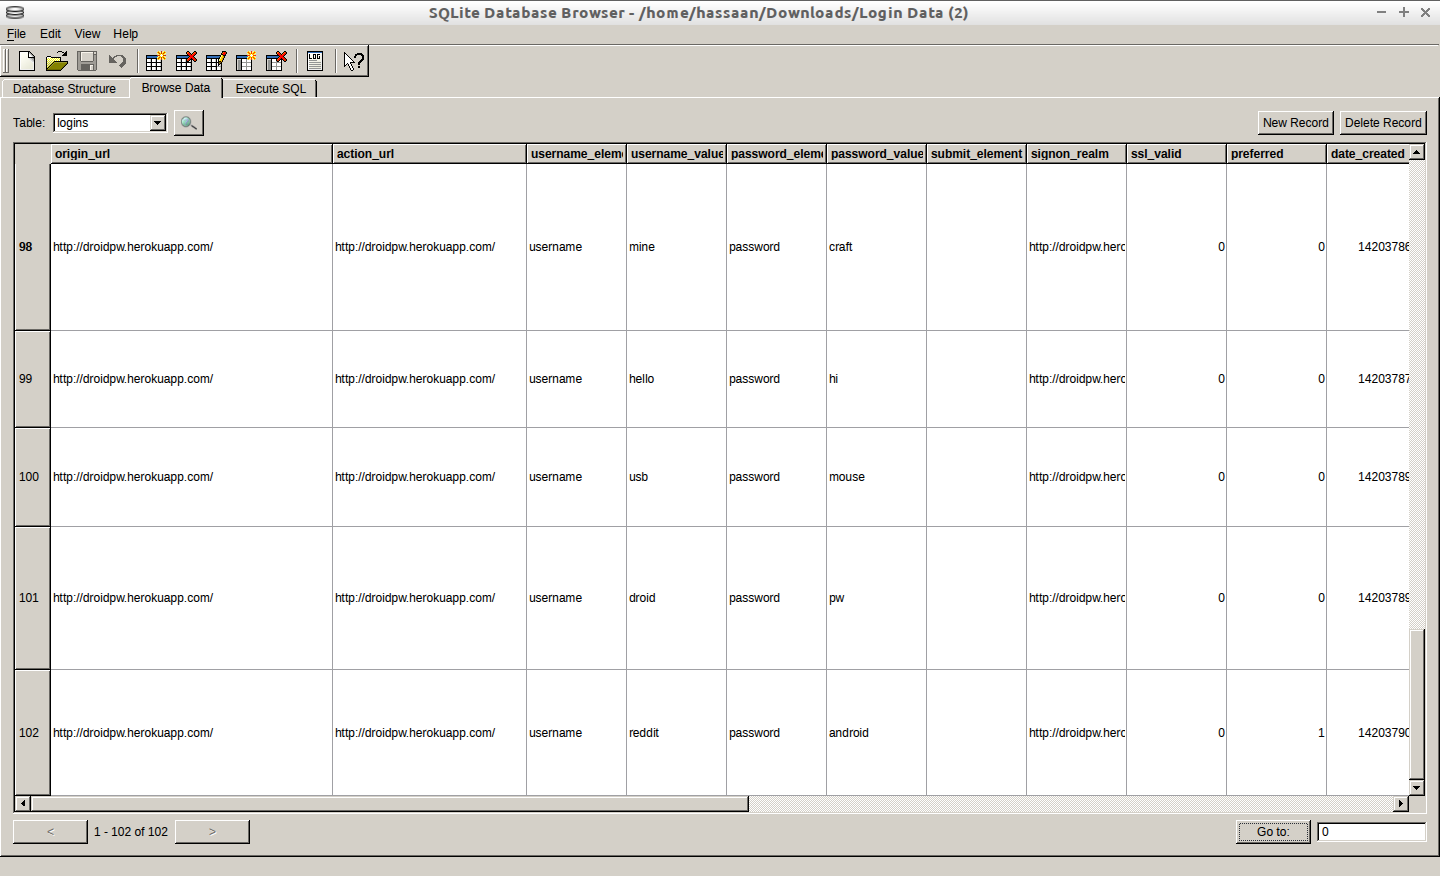 SQLite Database Browser - /home/hassaan/Downloads/Login Data (2)
File Edit View Help
LOG
Database Structure Browse Data Execute SQL
Table: logins New Record Delete Record
origin_url action_url username_elem username_value password_elem password_value submit_element signon_realm ssl_valid preferred date_created
98 http://droidpw.herokuapp.com/ http://droidpw.herokuapp.com/ username mine password craft http://droidpw.herc 0 0 14203786
99 http://droidpw.herokuapp.com/ http://droidpw.herokuapp.com/ username hello password hi http://droidpw.herc 0 0 14203787
100 http://droidpw.herokuapp.com/ http://droidpw.herokuapp.com/ username usb password mouse http://droidpw.herc 0 0 14203789
101 http://droidpw.herokuapp.com/ http://droidpw.herokuapp.com/ username droid password pw http://droidpw.herc 0 0 14203789
102 http://droidpw.herokuapp.com/ http://droidpw.herokuapp.com/ username reddit password android http://droidpw.herc 0 1 14203790
< 1 - 102 of 102 > Go to: 0